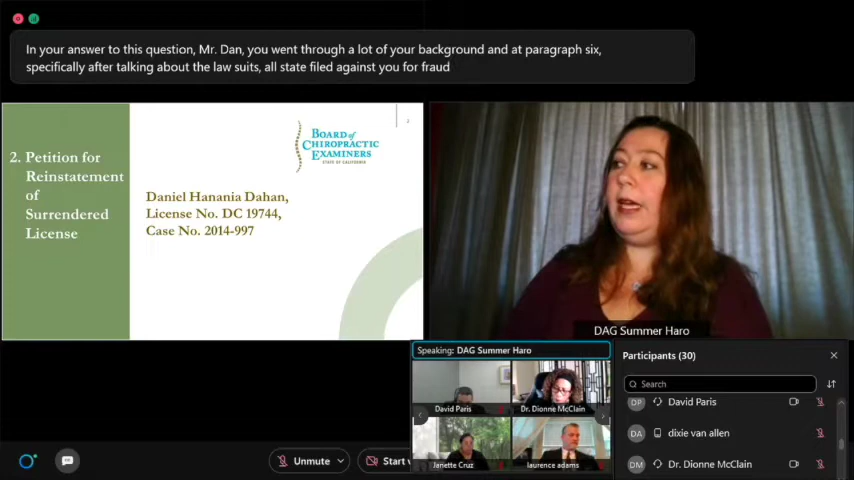 In your answer to this question, Mr. Dan, you went through a lot of your background and at paragraph six,
specifically after talking about the law suits, all state filed against you for fraud
2
BOARD of
CHIROPRACTIC
EXAMINERS
STATE OF CALIFORNIA
2. Petition for
Reinstatement
of
Surrendered
License
Daniel Hanania Dahan,
License No. DC 19744,
Case No. 2014-997
DAG Summer Haro
Speaking: DAG Summer Haro
David Paris
Dr. Dionne McClain
Janette Cruz
laurence adams
Participants (30)
Search
DP David Paris
DA dixie van allen
DM Dr. Dionne McClain
Unmute
Start v